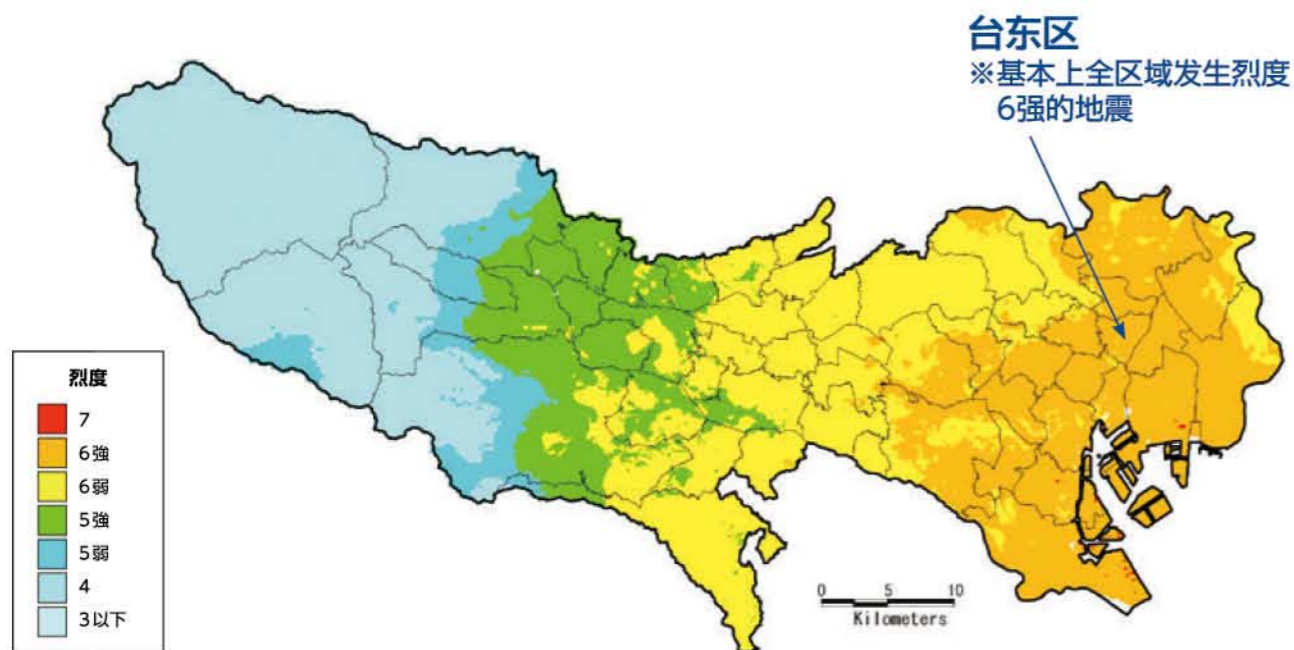 台东区
※基本上全区域发生烈度
6强的地震
烈度
7
6強
6弱
5強
5弱
4
3以下
0 5 10
Kilometers